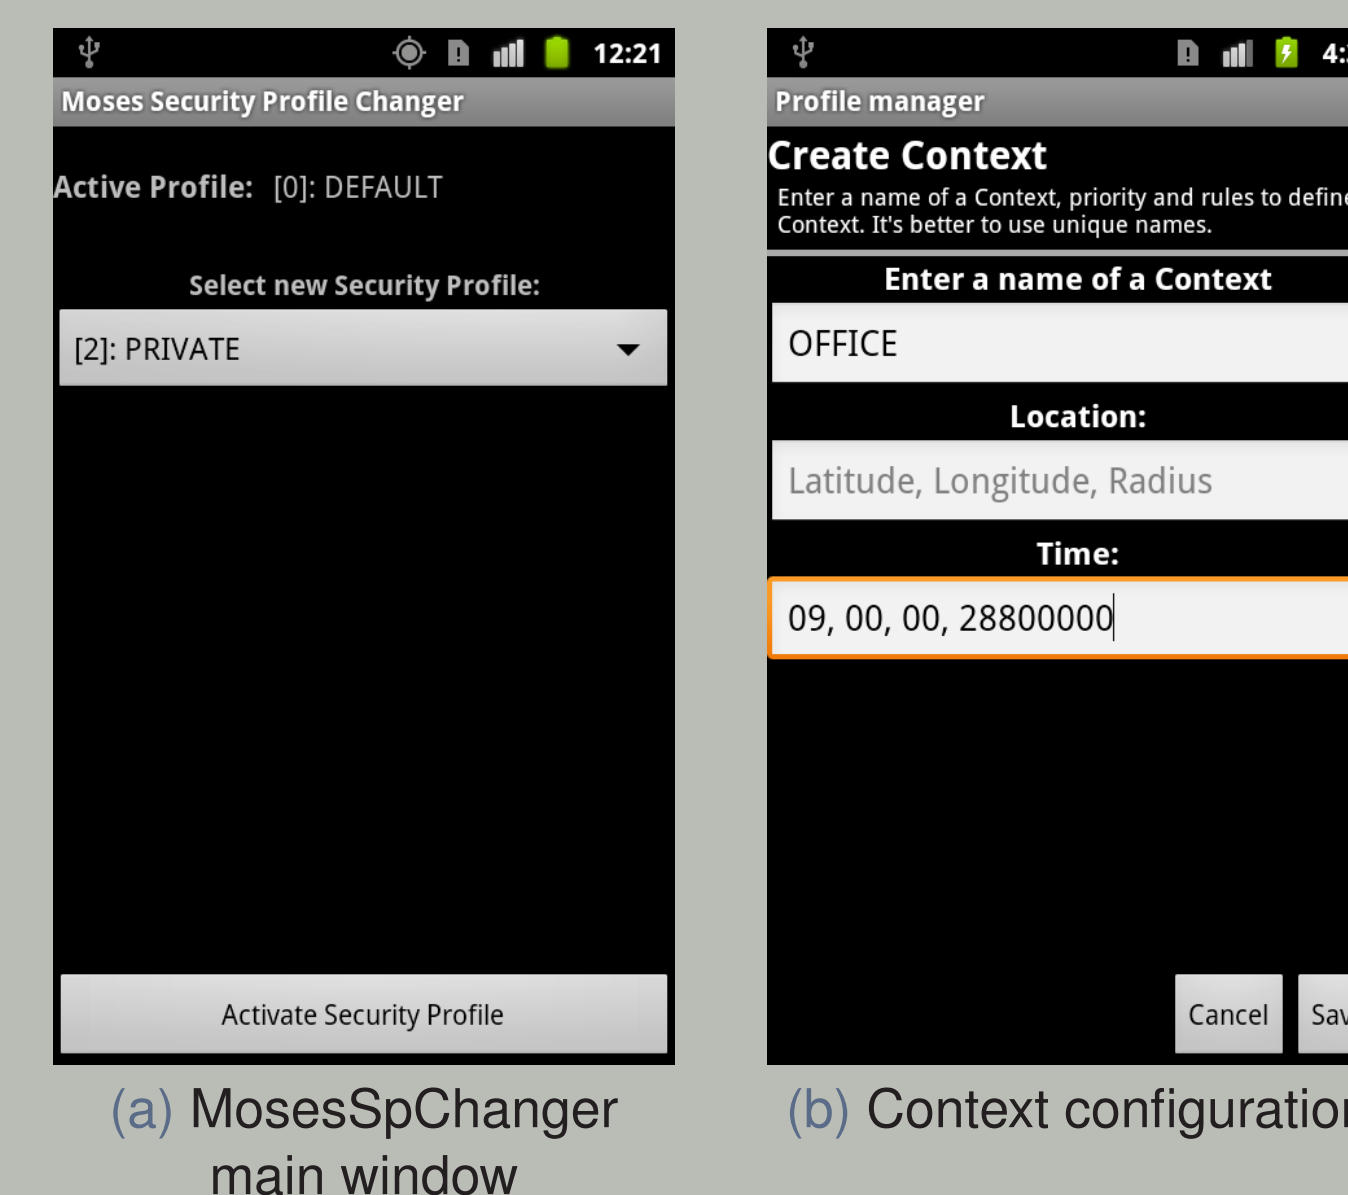 12:21
Moses Security Profile Changer
Active Profile: [0]: DEFAULT
Select new Security Profile:
[2]: PRIVATE
Activate Security Profile
(a) MosesSpChanger
main window
Profile manager
Create Context
Enter a name of a Context, priority and rules to define
Context. It's better to use unique names.
Enter a name of a Context
OFFICE
Location:
Latitude, Longitude, Radius
Time:
09, 00, 00, 28800000
Cancel
(b) Context configuration